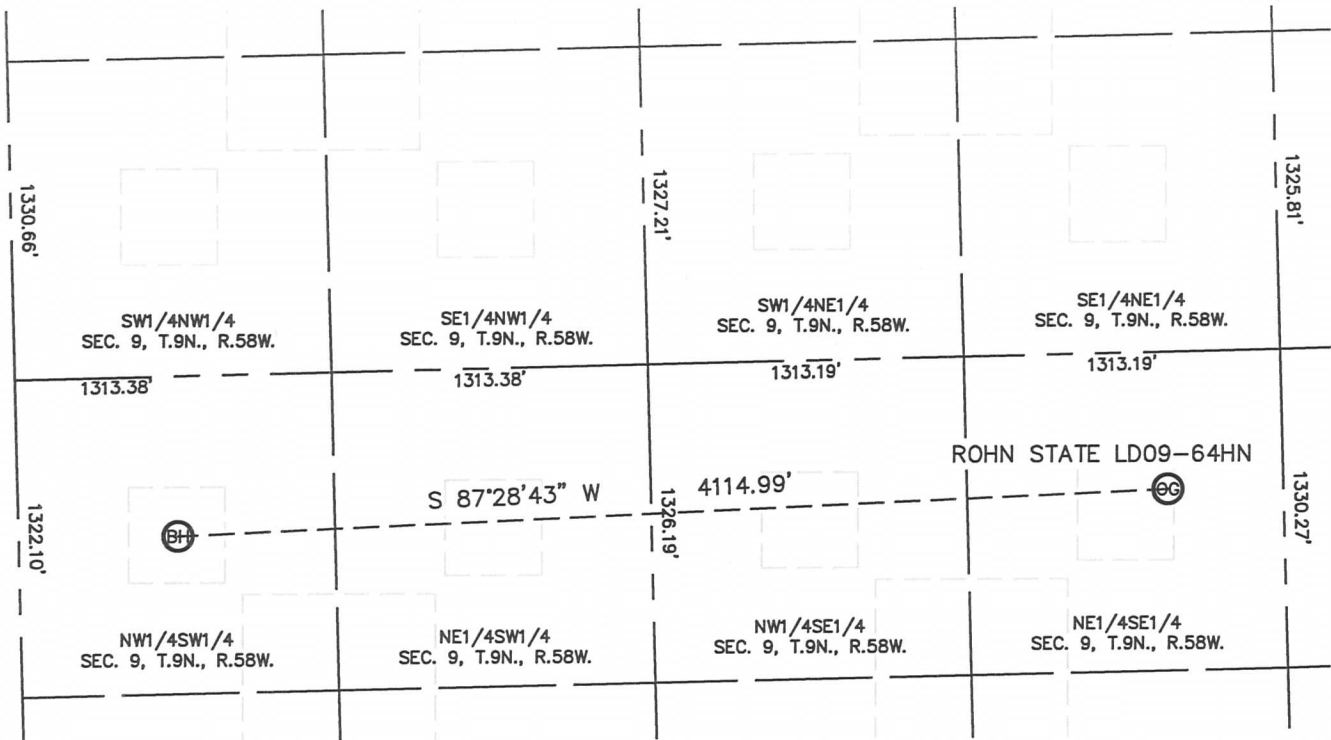 1330.66'
1327.21'
1325.81'
SW1/4NW1/4
SEC. 9, T.9N., R.58W.
SE1/4NW1/4
SEC. 9, T.9N., R.58W.
SW1/4NE1/4
SEC. 9, T.9N., R.58W.
SE1/4NE1/4
SEC. 9, T.9N., R.58W.
1313.38'
1313.38'
1313.19'
1313.19'
ROHN STATE LD09-64HN
S 87°28'43" W
4114.99'
OG
BH
1322.10'
1326.19'
1330.27'
NW1/4SW1/4
SEC. 9, T.9N., R.58W.
NE1/4SW1/4
SEC. 9, T.9N., R.58W.
NW1/4SE1/4
SEC. 9, T.9N., R.58W.
NE1/4SE1/4
SEC. 9, T.9N., R.58W.